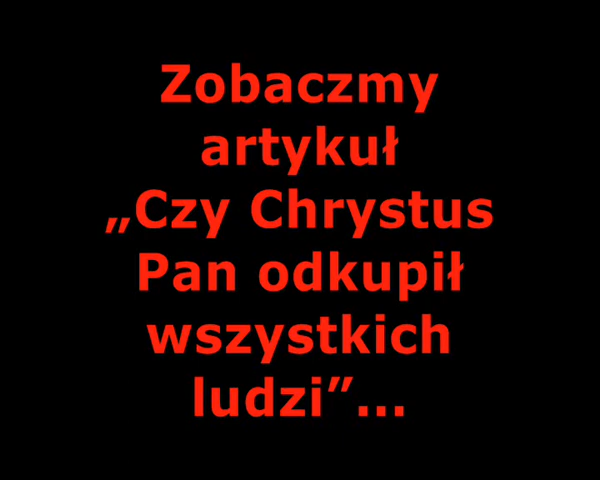 Zobaczmy
artykuł
„Czy Chrystus
Pan odkupił
wszystkich
ludzi”...